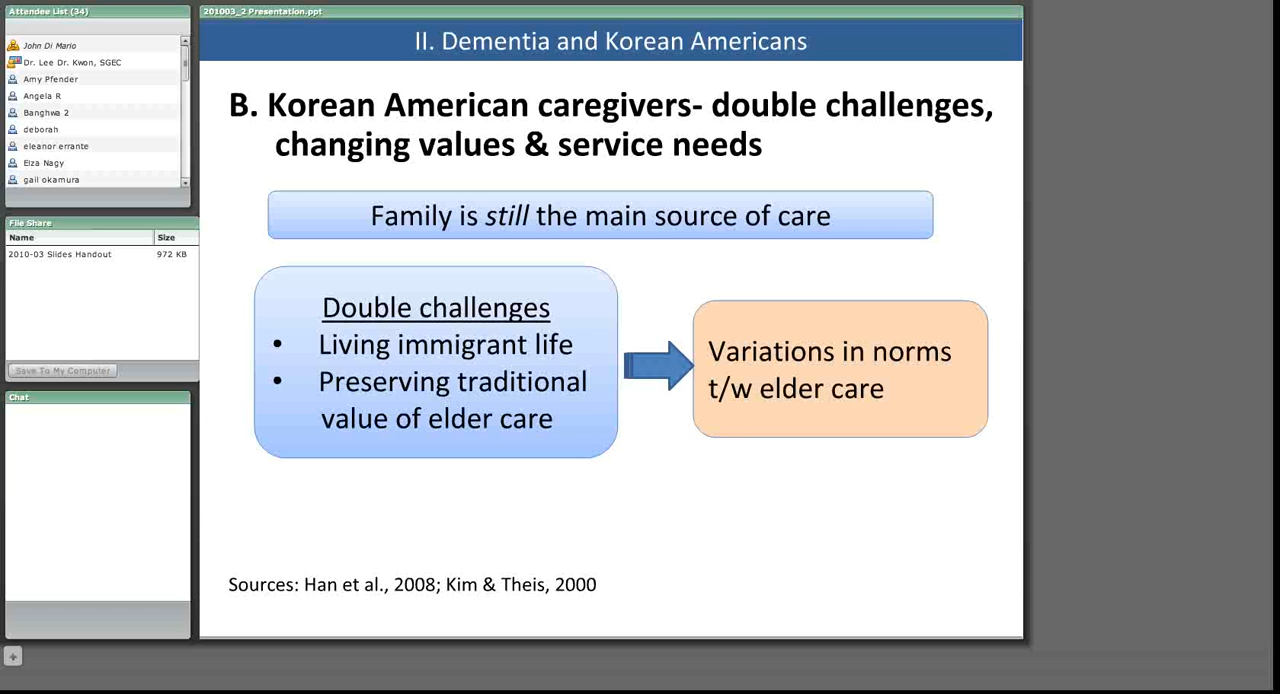 Attendee List (34)
John Di Mario
Dr. Lee Dr. Kwon, SGEC
Amy Pfender
Angela R
Banghwa 2
deborah
eleanor errante
Elza Nagy
gail okamura
File Share
Name Size
2010-03 Slides Handout 972 KB
Save To My Computer
Chat
201003_2 Presentation.ppt
II. Dementia and Korean Americans
B. Korean American caregivers- double challenges,
changing values & service needs
Family is still the main source of care
Double challenges
• Living immigrant life
• Preserving traditional
value of elder care
Variations in norms
t/w elder care
Sources: Han et al., 2008; Kim & Theis, 2000